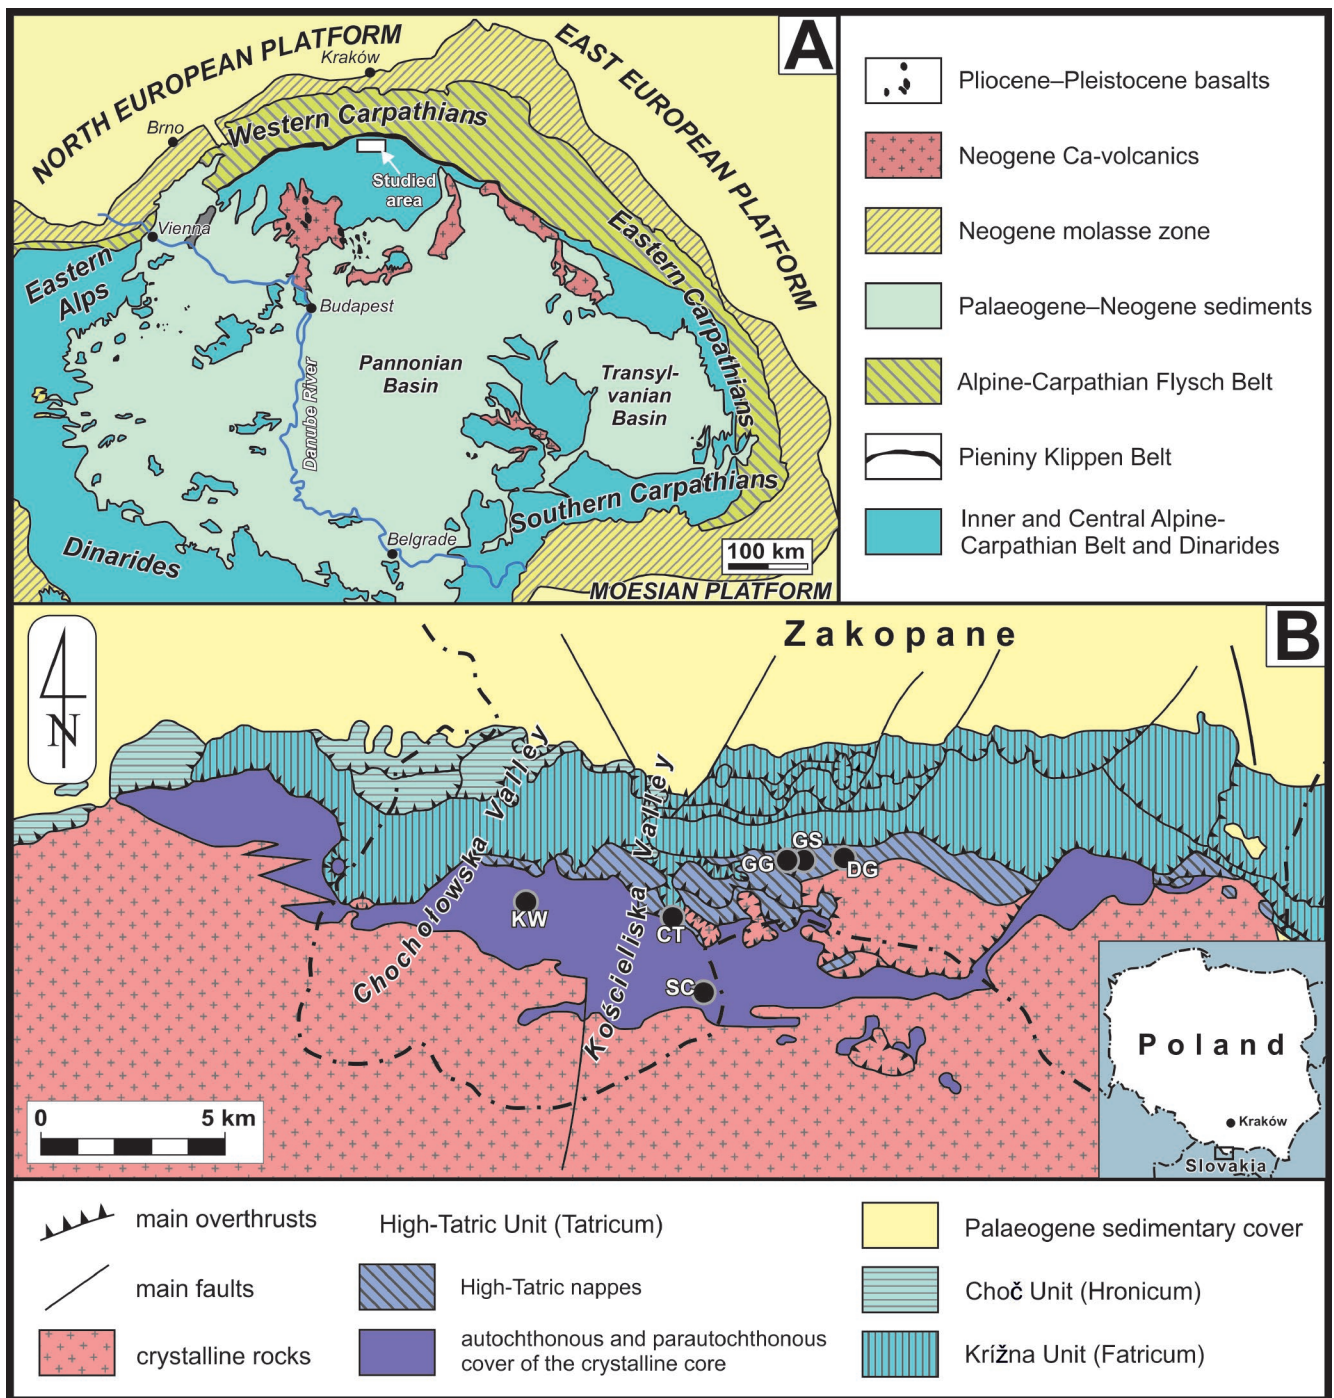 A
NORTH EUROPEAN PLATFORM
EAST EUROPEAN PLATFORM
Kraków
Brno
Western Carpathians
Studied
area
Vienna
Eastern
Alps
Eastern Carpathians
Budapest
Pannonian
Basin
Transyl-
vanian
Basin
Danube River
Southern Carpathians
Dinarides
Belgrade
100 km
MOESIAN PLATFORM
Pliocene–Pleistocene basalts
Neogene Ca-volcanics
Neogene molasse zone
Palaeogene–Neogene sediments
Alpine-Carpathian Flysch Belt
Pieniny Klippen Belt
Inner and Central Alpine-
Carpathian Belt and Dinarides
B
N
Zakopane
Chochołowska Valley
Kościeliska Valley
GS
GG
DG
KW
CT
SC
0 5 km
Poland
Kraków
Slovakia
main overthrusts
main faults
crystalline rocks
High-Tatric Unit (Tatricum)
High-Tatric nappes
autochthonous and parautochthonous
cover of the crystalline core
Palaeogene sedimentary cover
Choč Unit (Hronicum)
Krížna Unit (Fatricum)